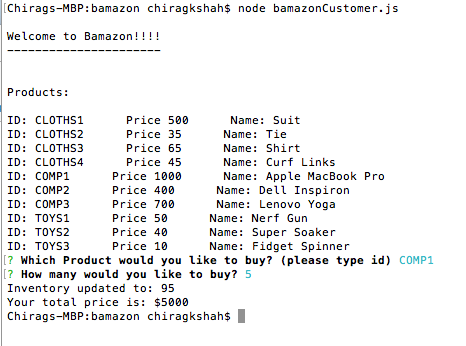 [Chirags-MBP:bamazon chiragkshah$ node bamazonCustomer.js
Welcome to Bamazon!!!!
----------------------
Products:
ID: CLOTHS1      Price 500      Name: Suit
ID: CLOTHS2      Price 35      Name: Tie
ID: CLOTHS3      Price 65      Name: Shirt
ID: CLOTHS4      Price 45      Name: Curf Links
ID: COMP1      Price 1000      Name: Apple MacBook Pro
ID: COMP2      Price 400      Name: Dell Inspiron
ID: COMP3      Price 700      Name: Lenovo Yoga
ID: TOYS1      Price 50      Name: Nerf Gun
ID: TOYS2      Price 40      Name: Super Soaker
ID: TOYS3      Price 10      Name: Fidget Spinner
[? Which Product would you like to buy? (please type id) COMP1
[? How many would you like to buy? 5
Inventory updated to: 95
Your total price is: $5000
Chirags-MBP:bamazon chiragkshah$